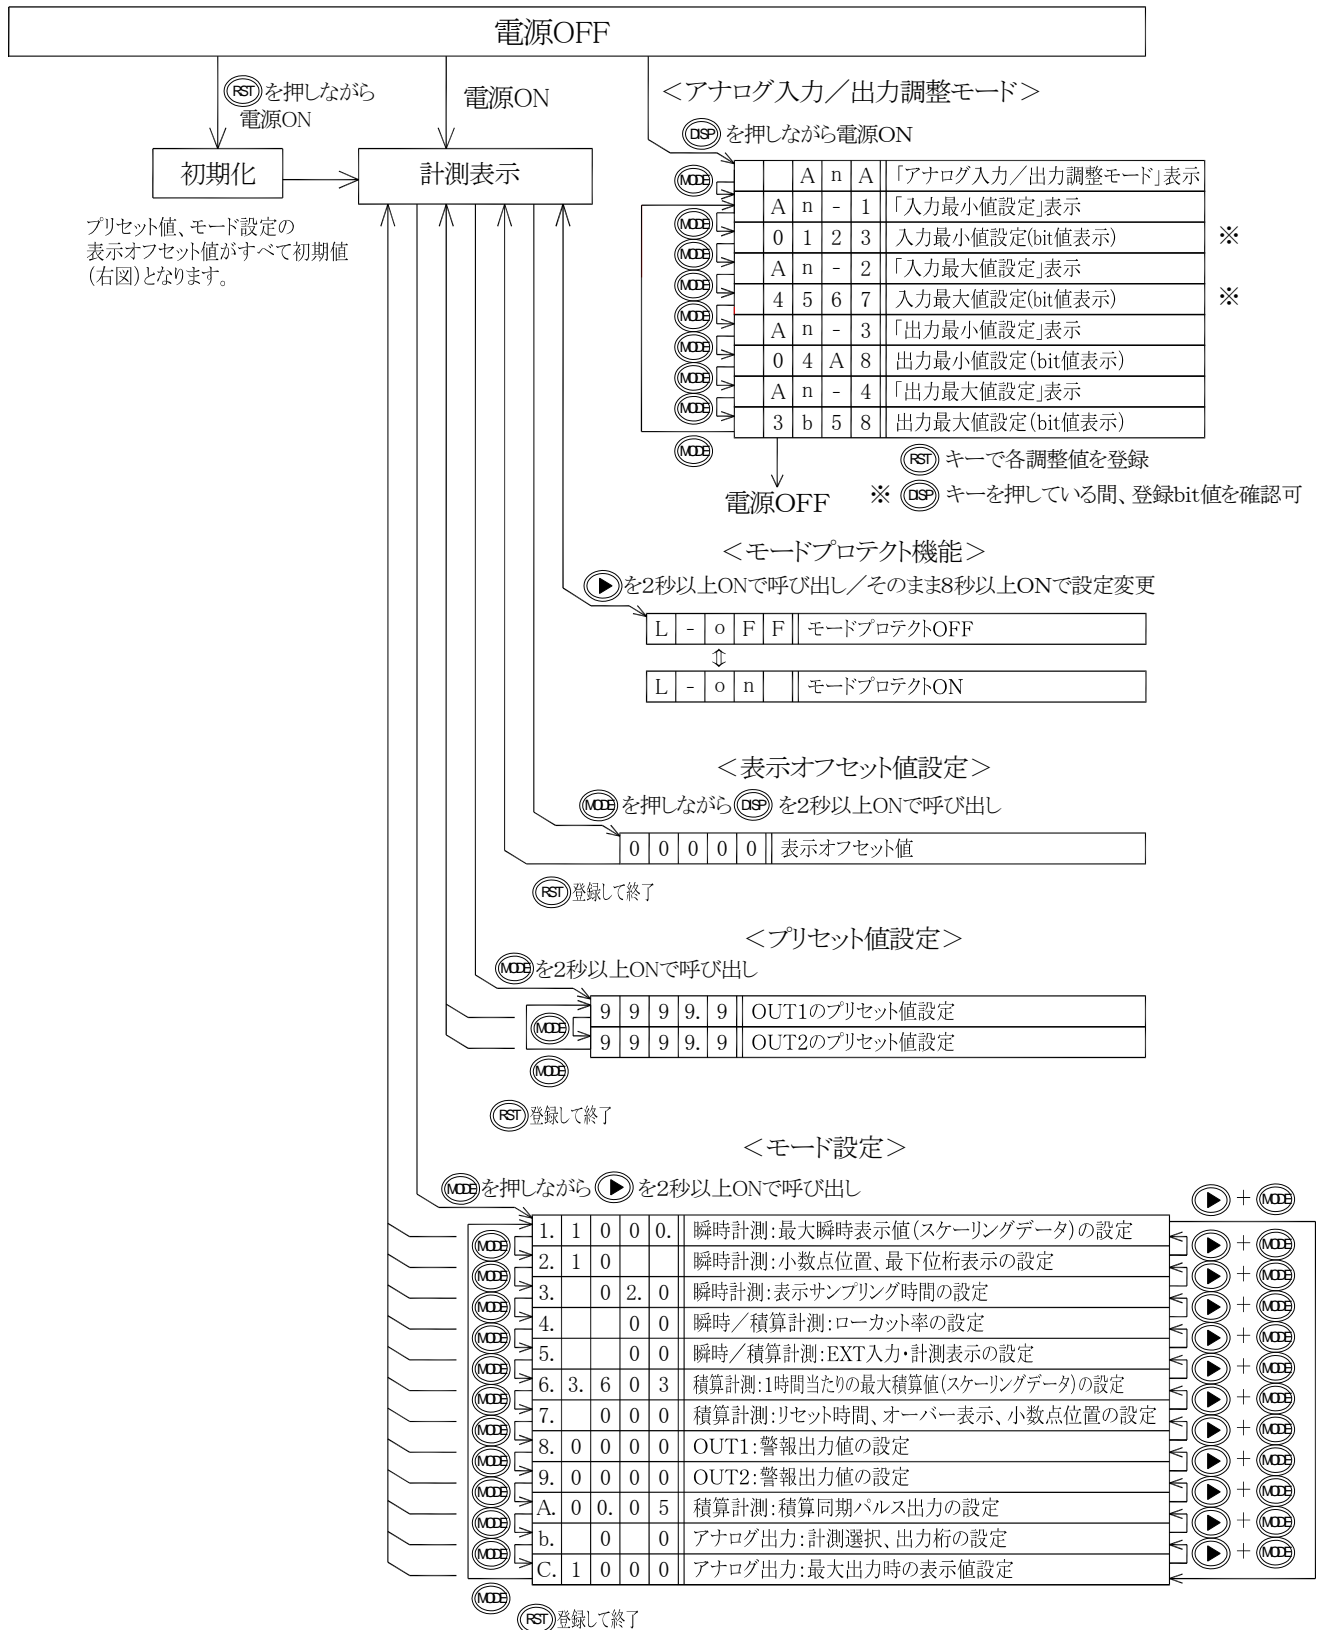 電源OFF
RSTを押しながら
電源ON
電源ON
<アナログ入力／出力調整モード>
DISPを押しながら電源ON
初期化
計測表示
プリセット値、モード設定の
表示オフセット値がすべて初期値
(右図)となります。
MODE A n A 「アナログ入力／出力調整モード」表示
A n - 1 「入力最小値設定」表示
MODE 0 1 2 3 入力最小値設定(bit値表示) ※
MODE A n - 2 「入力最大値設定」表示
MODE 4 5 6 7 入力最大値設定(bit値表示) ※
MODE A n - 3 「出力最小値設定」表示
MODE 0 4 A 8 出力最小値設定(bit値表示)
MODE A n - 4 「出力最大値設定」表示
MODE 3 b 5 8 出力最大値設定(bit値表示)
MODE
RST キーで各調整値を登録
電源OFF
※ DISP キーを押している間、登録bit値を確認可
<モードプロテクト機能>
▶を2秒以上ONで呼び出し／そのまま8秒以上ONで設定変更
L - o F F モードプロテクトOFF
⇕
L - o n モードプロテクトON
<表示オフセット値設定>
MODEを押しながらDISPを2秒以上ONで呼び出し
0 0 0 0 0 表示オフセット値
RST登録して終了
<プリセット値設定>
MODEを2秒以上ONで呼び出し
9 9 9 9. 9 OUT1のプリセット値設定
MODE
9 9 9 9. 9 OUT2のプリセット値設定
MODE
RST登録して終了
<モード設定>
MODEを押しながら▶を2秒以上ONで呼び出し
▶+MODE
1. 1 0 0 0. 瞬時計測:最大瞬時表示値(スケーリングデータ)の設定
MODE ▶+MODE
2. 1 0 瞬時計測:小数点位置、最下位桁表示の設定
MODE ▶+MODE
3. 0 2. 0 瞬時計測:表示サンプリング時間の設定
MODE ▶+MODE
4. 0 0 瞬時／積算計測:ローカット率の設定
MODE ▶+MODE
5. 0 0 瞬時／積算計測:EXT入力・計測表示の設定
MODE ▶+MODE
6. 3. 6 0 3 積算計測:1時間当たりの最大積算値(スケーリングデータ)の設定
MODE ▶+MODE
7. 0 0 0 積算計測:リセット時間、オーバー表示、小数点位置の設定
MODE ▶+MODE
8. 0 0 0 0 OUT1:警報出力値の設定
MODE ▶+MODE
9. 0 0 0 0 OUT2:警報出力値の設定
MODE ▶+MODE
A. 0 0. 0 5 積算計測:積算同期パルス出力の設定
MODE ▶+MODE
b. 0 0 アナログ出力:計測選択、出力桁の設定
MODE ▶+MODE
C. 1 0 0 0 アナログ出力:最大出力時の表示値設定
MODE
RST登録して終了